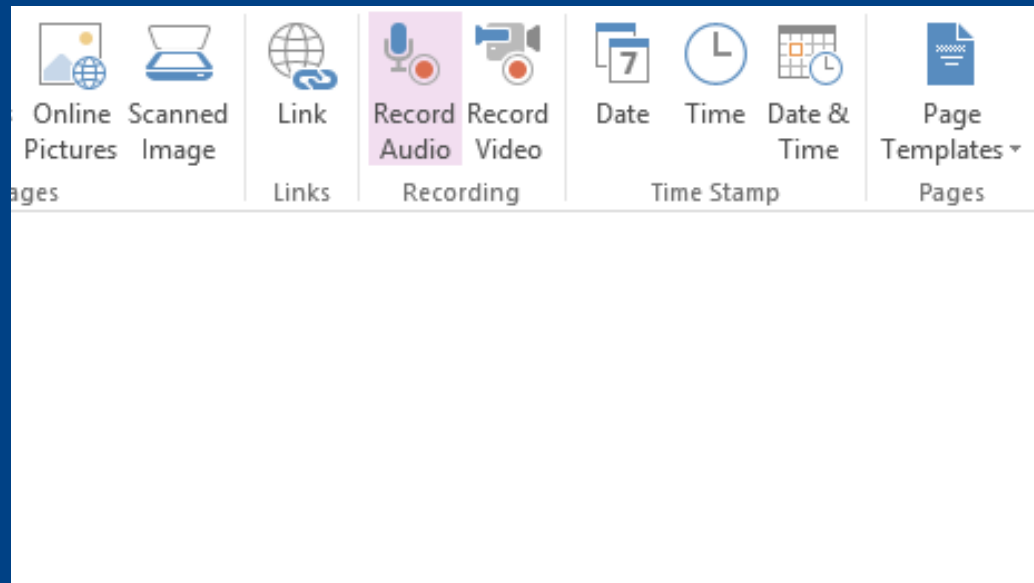 Online Pictures
Scanned Image
Link
Record Audio
Record Video
7
Date
Time
Date & Time
Page Templates
Links
Recording
Time Stamp
Pages